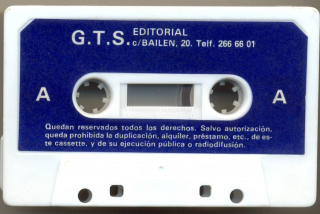 G.T.S. EDITORIAL
c/BAILEN, 20. Telf. 266 66 01
A A
Quedan reservados todos los derechos. Salvo autorización,
queda prohibida la duplicación, alquiler, préstamo, etc., de es-
te cassette, y de su ejecución pública o radiodifusión.